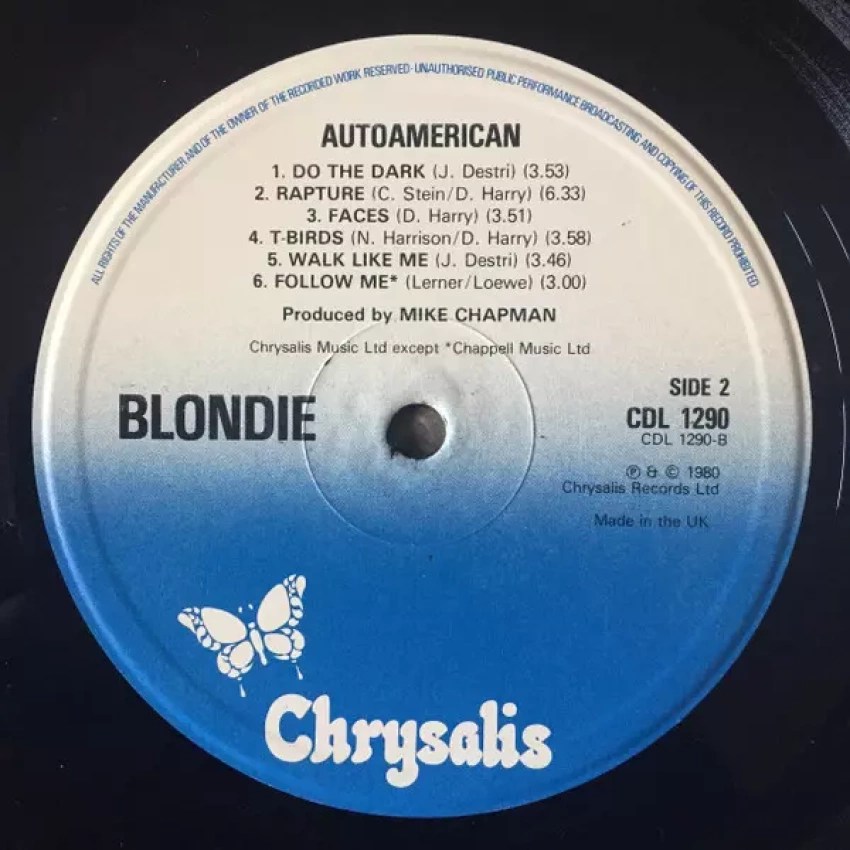 ALL RIGHTS OF THE MANUFACTURER AND OF THE OWNER OF THE RECORDED WORK RESERVED · UNAUTHORISED PUBLIC PERFORMANCE BROADCASTING AND COPYING OF THIS RECORD PROHIBITED
AUTOAMERICAN
1. DO THE DARK (J. Destri) (3.53)
2. RAPTURE (C. Stein/D. Harry) (6.33)
3. FACES (D. Harry) (3.51)
4. T-BIRDS (N. Harrison/D. Harry) (3.58)
5. WALK LIKE ME (J. Destri) (3.46)
6. FOLLOW ME* (Lerner/Loewe) (3.00)
Produced by MIKE CHAPMAN
Chrysalis Music Ltd except *Chappell Music Ltd
BLONDIE
SIDE 2
CDL 1290
CDL 1290-B
℗ & © 1980
Chrysalis Records Ltd
Made in the UK
Chrysalis